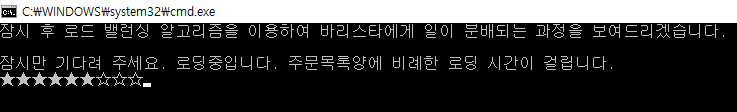 C:₩WINDOWS₩system32₩cmd.exe
잠시 후 로드 밸런싱 알고리즘을 이용하여 바리스타에게 일이 분배되는 과정을 보여드리겠습니다.
잠시만 기다려 주세요. 로딩중입니다. 주문목록양에 비례한 로딩 시간이 걸립니다.
★★★★★★☆☆☆